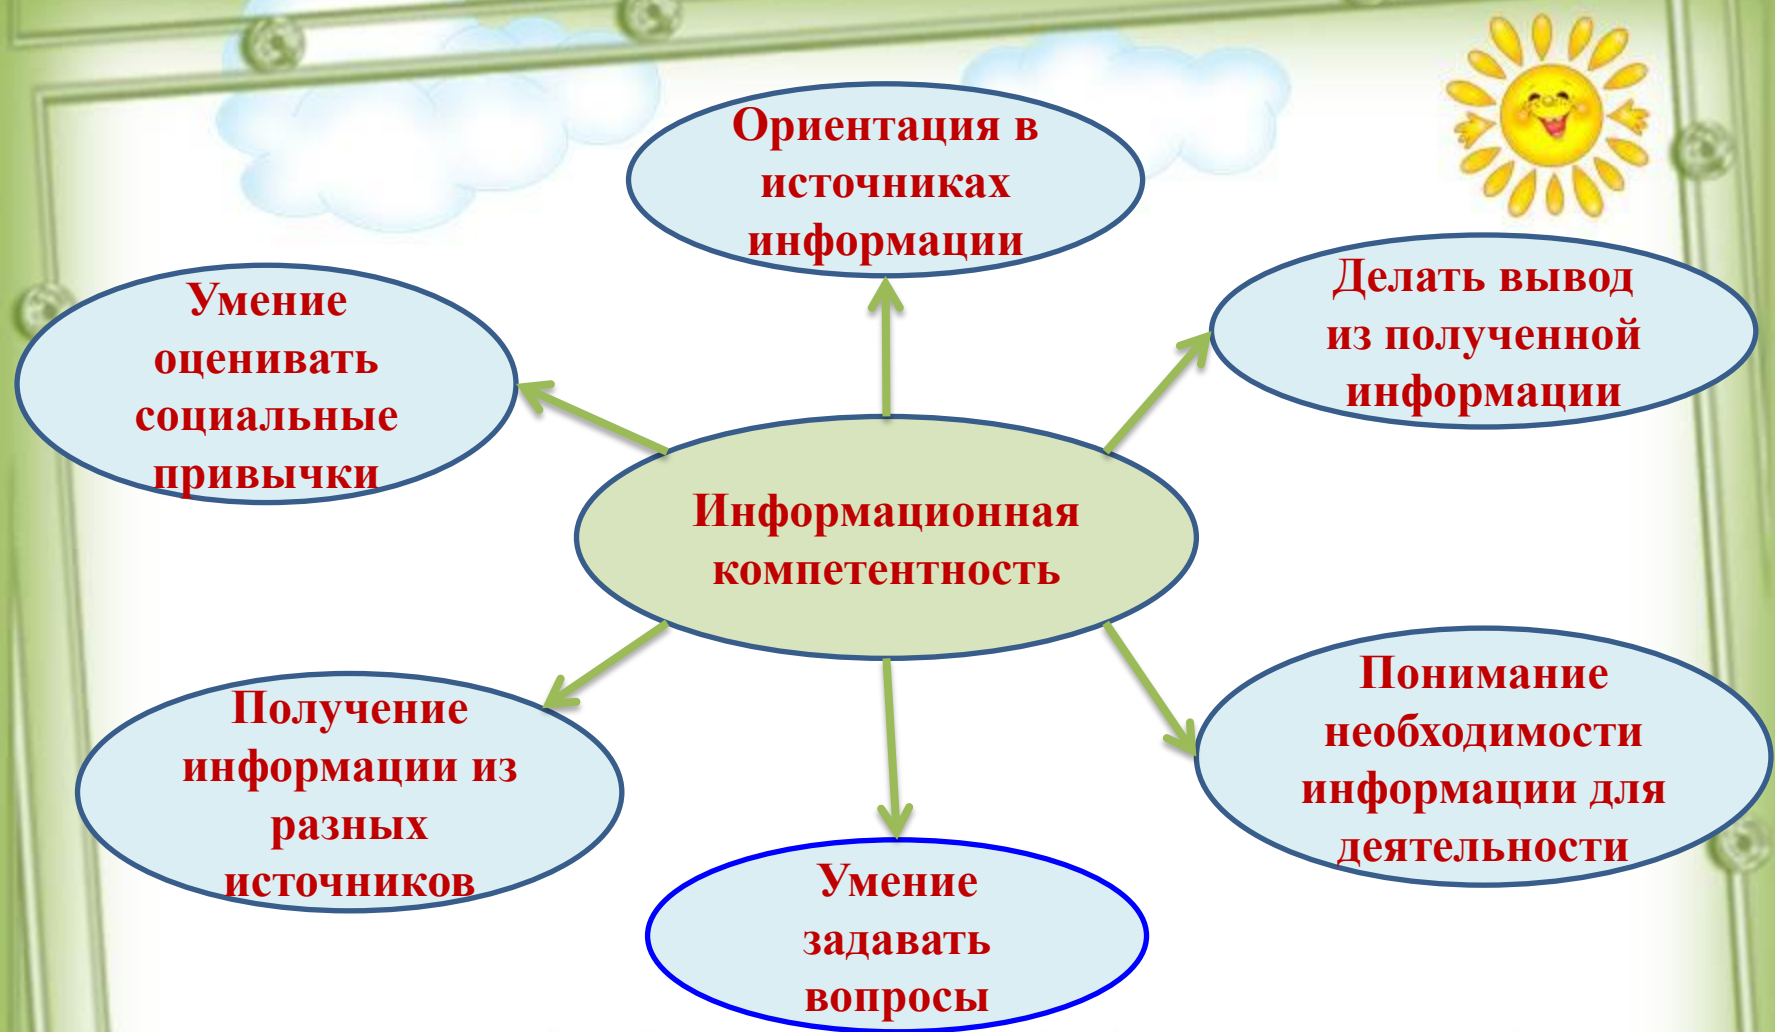 Ориентация в
источниках
информации
Умение
оценивать
социальные
привычки
Делать вывод
из полученной
информации
Информационная
компетентность
Получение
информации из
разных
источников
Умение
задавать
вопросы
Понимание
необходимости
информации для
деятельности